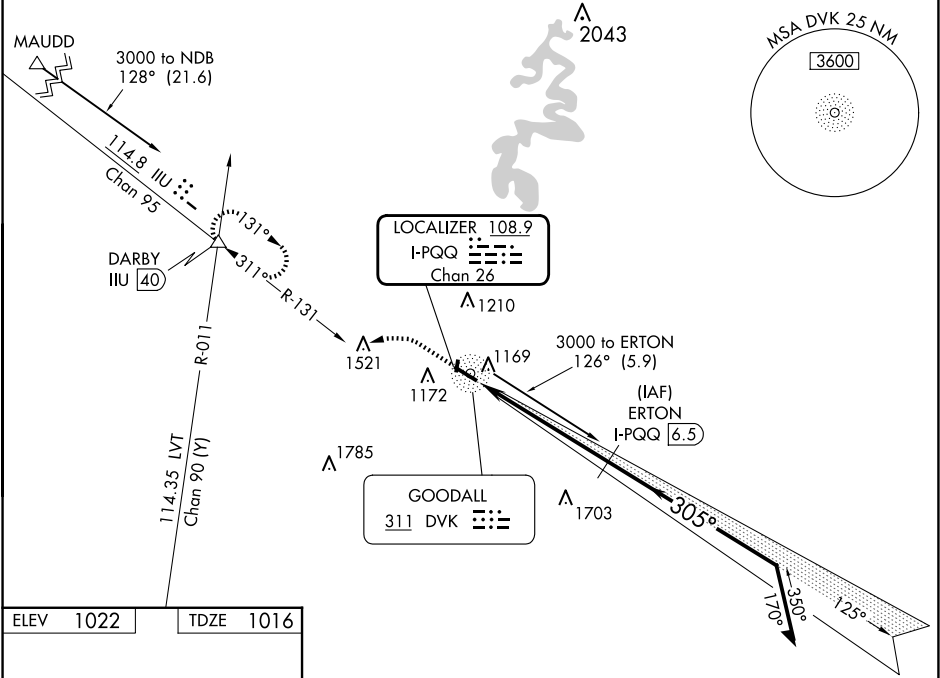 MAUDD
3000 to NDB
128° (21.6)
2043
MSA DVK 25 NM
3600
114.8 IIU
Chan 95
131°
311°
DARBY
IIU 40
R-131
R-011
LOCALIZER 108.9
I-PQQ
Chan 26
1210
1521
1172
1169
3000 to ERTON
126° (5.9)
(IAF)
ERTON
I-PQQ 6.5
1785
GOODALL
311 DVK
1703
305°
114.35 LVT
Chan 90 (Y)
350°
170°
125°
ELEV 1022
TDZE 1016